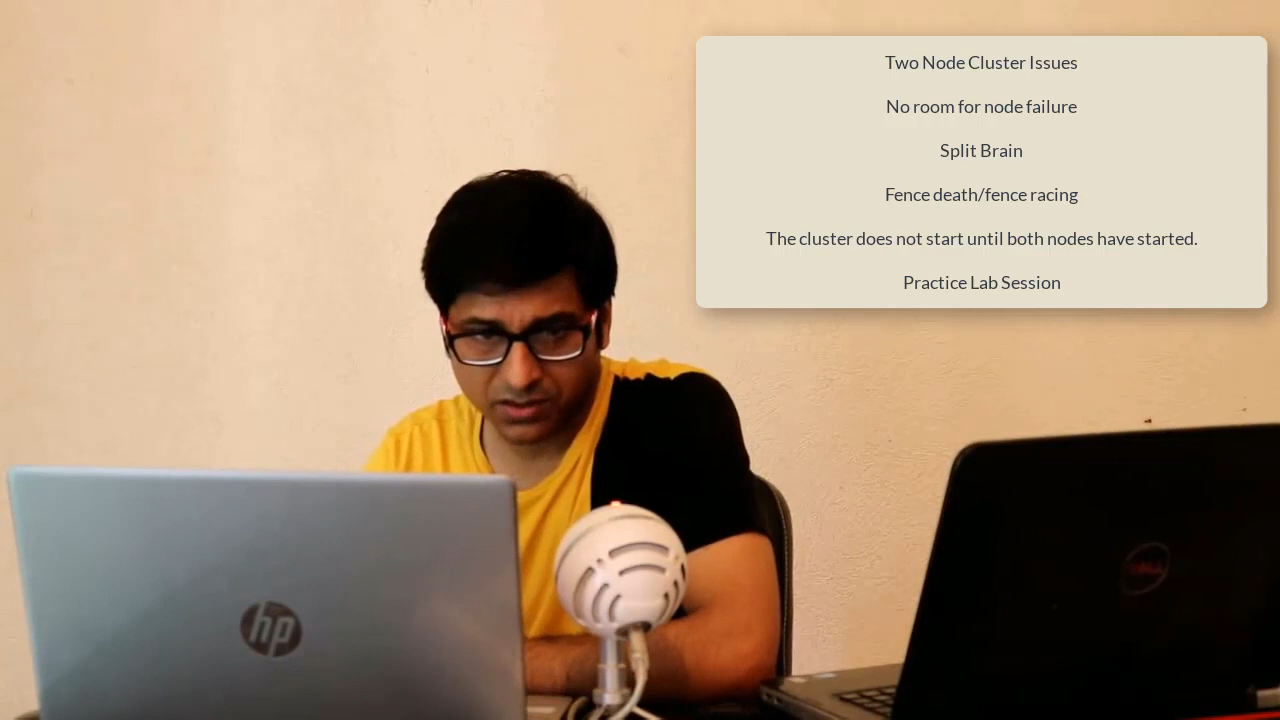 Two Node Cluster Issues
No room for node failure
Split Brain
Fence death/fence racing
The cluster does not start until both nodes have started.
Practice Lab Session
hp
DELL